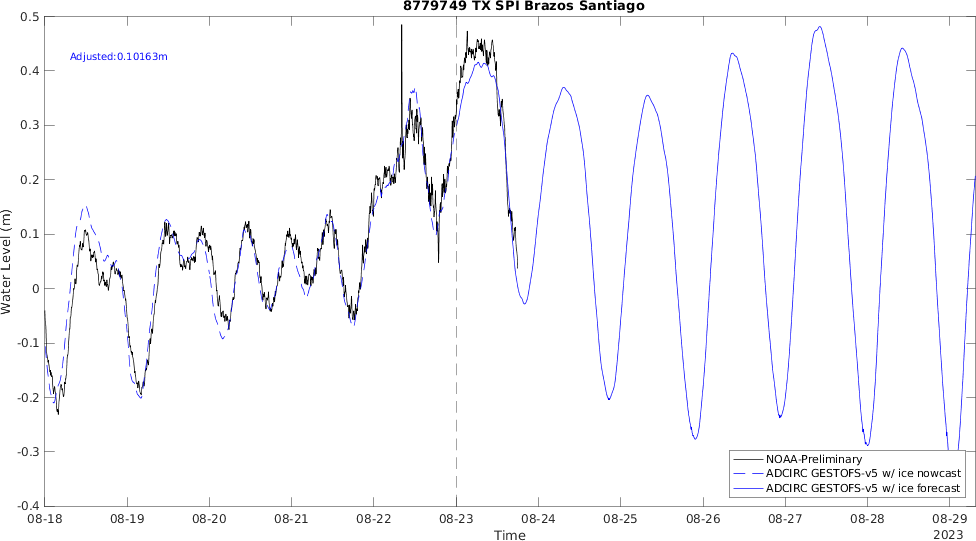 8779749 TX SPI Brazos Santiago
0.5
Adjusted:0.10163m
0.4
0.3
0.2
0.1
0
-0.1
-0.2
-0.3
-0.4
Water Level (m)
NOAA-Preliminary
ADCIRC GESTOFS-v5 w/ ice nowcast
ADCIRC GESTOFS-v5 w/ ice forecast
08-18 08-19 08-20 08-21 08-22 08-23 08-24 08-25 08-26 08-27 08-28 08-29
Time 2023